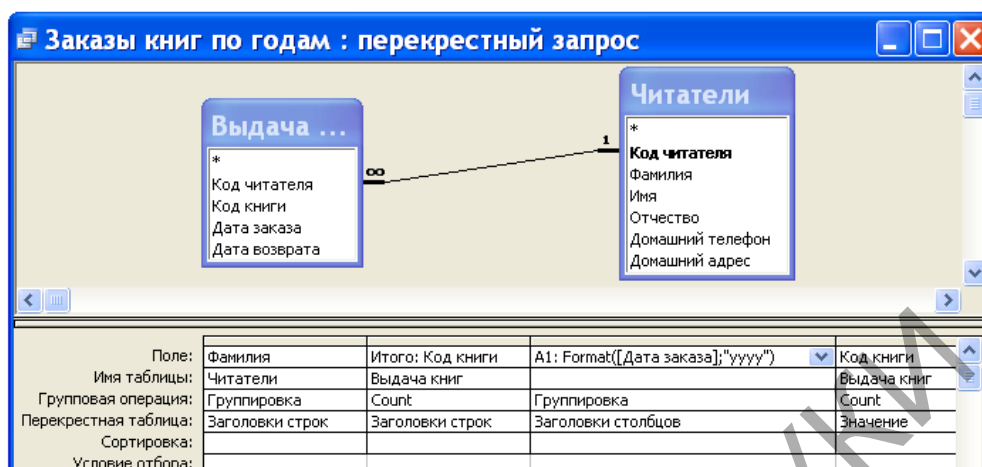 Заказы книг по годам : перекрестный запрос
Выдача ...
*
Код читателя
Код книги
Дата заказа
Дата возврата
∞
1
Читатели
*
Код читателя
Фамилия
Имя
Отчество
Домашний телефон
Домашний адрес
Поле: Фамилия Итого: Код книги A1: Format([Дата заказа];"yyyy") Код книги
Имя таблицы: Читатели Выдача книг Выдача книг
Групповая операция: Группировка Count Группировка Count
Перекрестная таблица: Заголовки строк Заголовки строк Заголовки столбцов Значение
Сортировка:
Условие отбора: